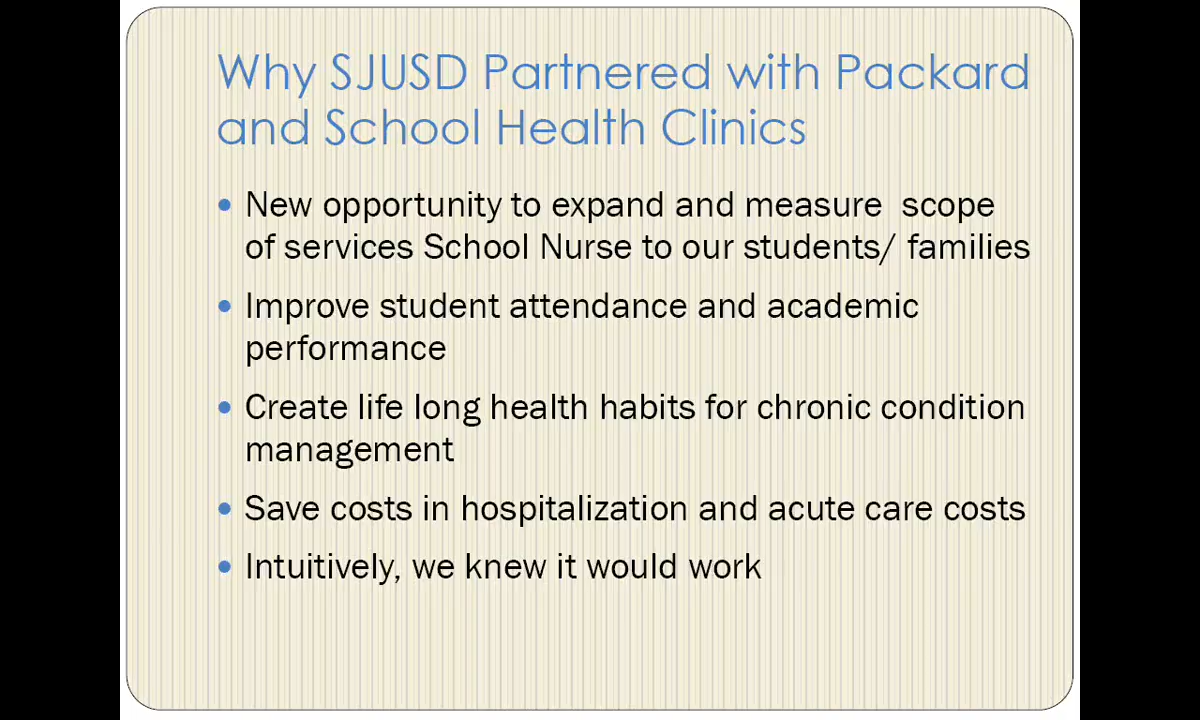 Why SJUSD Partnered with Packard
and School Health Clinics
• New opportunity to expand and measure  scope
of services School Nurse to our students/ families
• Improve student attendance and academic
performance
• Create life long health habits for chronic condition
management
• Save costs in hospitalization and acute care costs
• Intuitively, we knew it would work